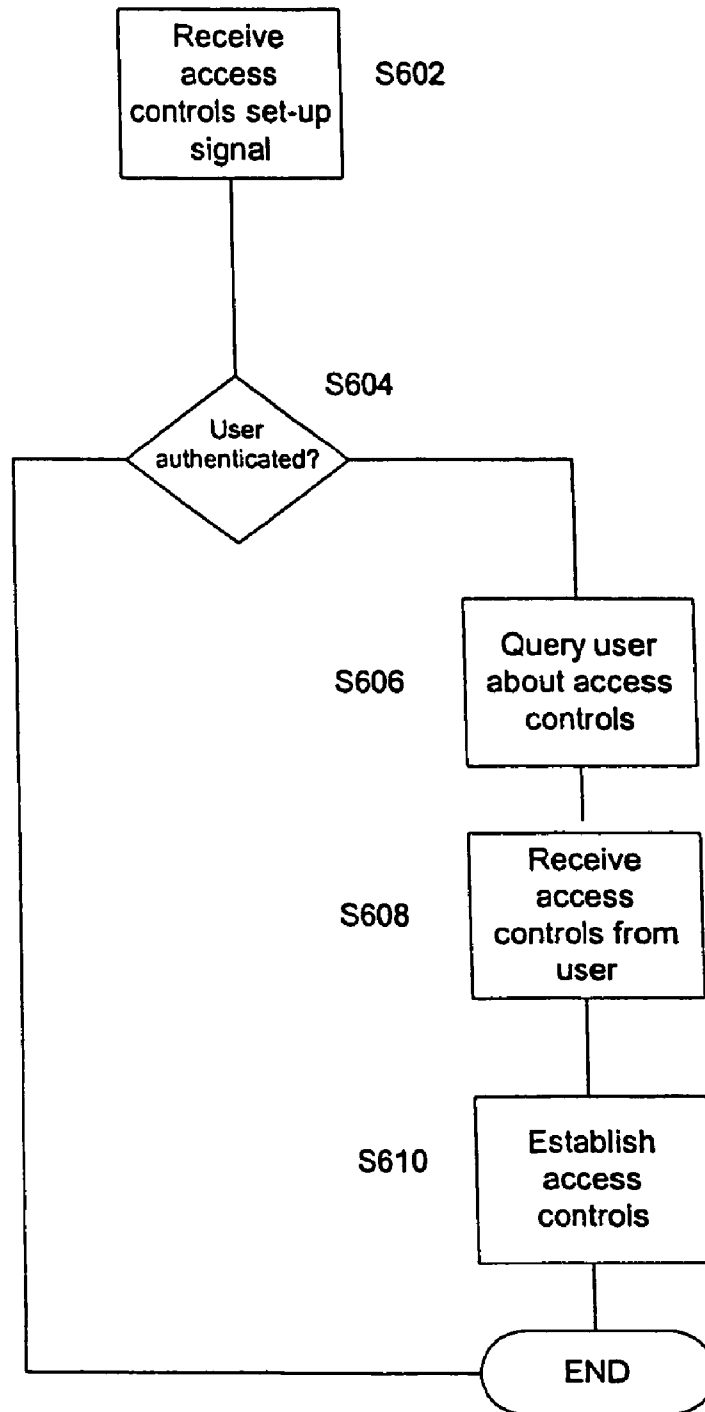 Receive
access
controls set-up
signal
S602
S604
User
authenticated?
Query user
about access
controls
S606
Receive
access
controls from
user
S608
Establish
access
controls
S610
END